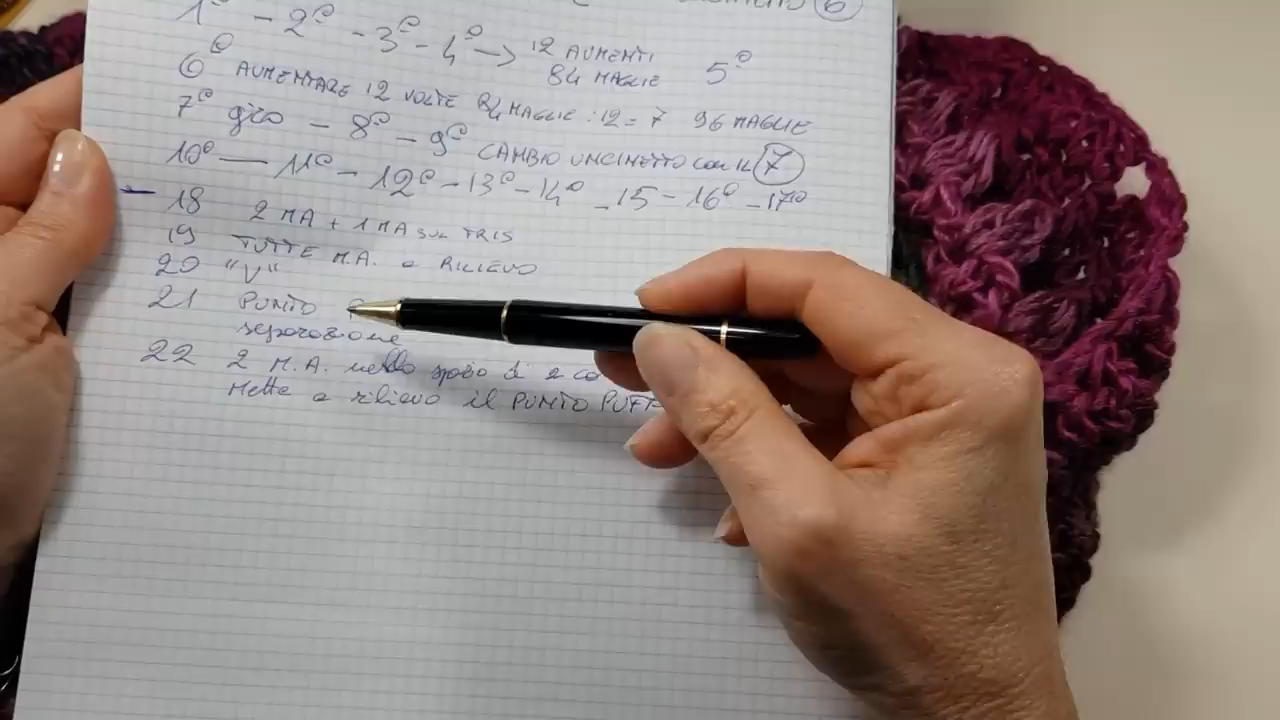 6
1° - 2° - 3° - 4° → 12 AUMENTI
84 MAGLIE 5°
6° AUMENTARE 12 VOLTE 84 MAGLIE : 12 = 7 96 MAGLIE
7° giro - 8° - 9° CAMBIO UNCINETTO con il 7
10° — 11° - 12° - 13° - 14° - 15 - 16° - 17°
18 2 MA + 1 MA SUL TRIS
19 TUTTE M.A. a RILIEVO
20 "V"
21 PUNTO
separazione
22 2 M.A. nello spazio di 2 ca
Mette a rilievo il PUNTO PUFF